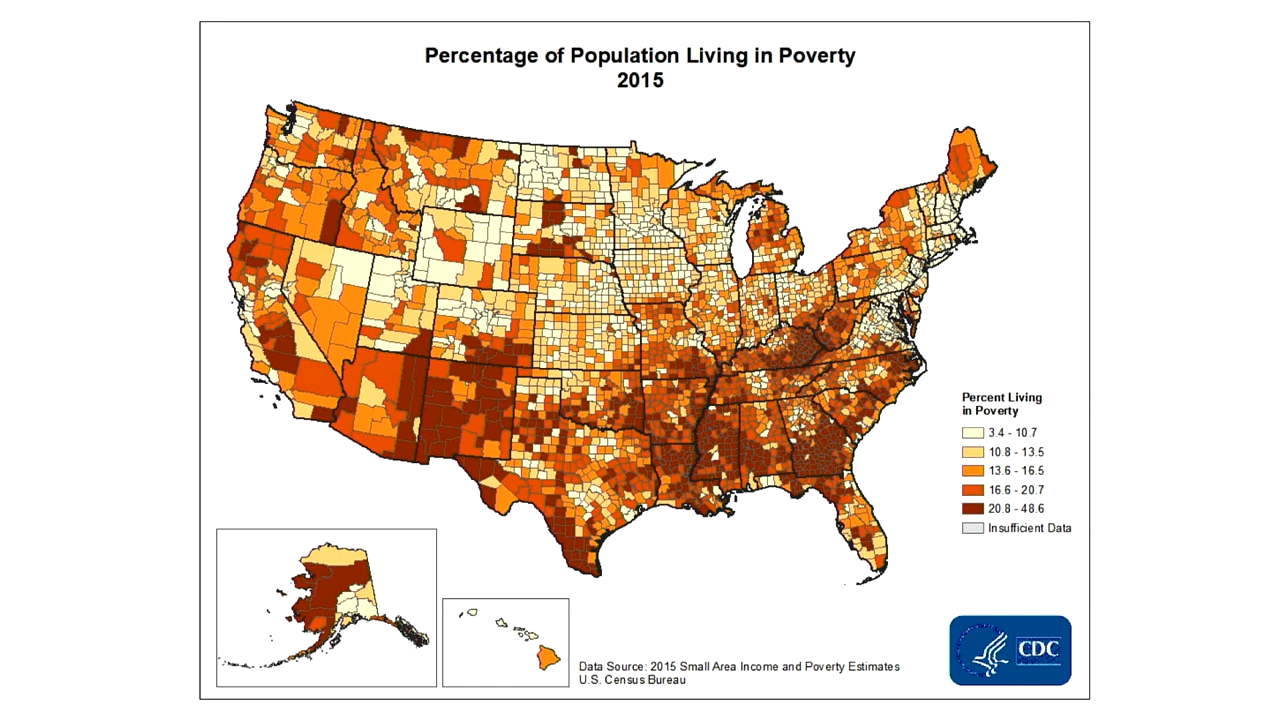 Percentage of Population Living in Poverty
2015
Percent Living
in Poverty
3.4 - 10.7
10.8 - 13.5
13.6 - 16.5
16.6 - 20.7
20.8 - 48.6
Insufficient Data
Data Source: 2015 Small Area Income and Poverty Estimates
U.S. Census Bureau
CDC